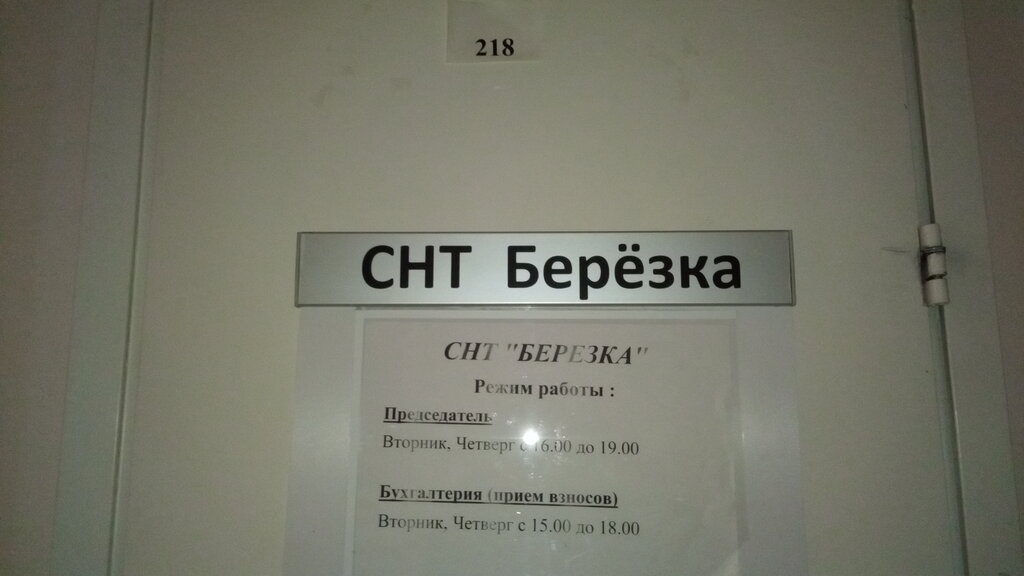 218
СНТ Берёзка
СНТ "БЕРЕЗКА"
Режим работы :
Председатель
Вторник, Четверг с 16.00 до 19.00
Бухгалтерия (прием взносов)
Вторник, Четверг с 15.00 до 18.00